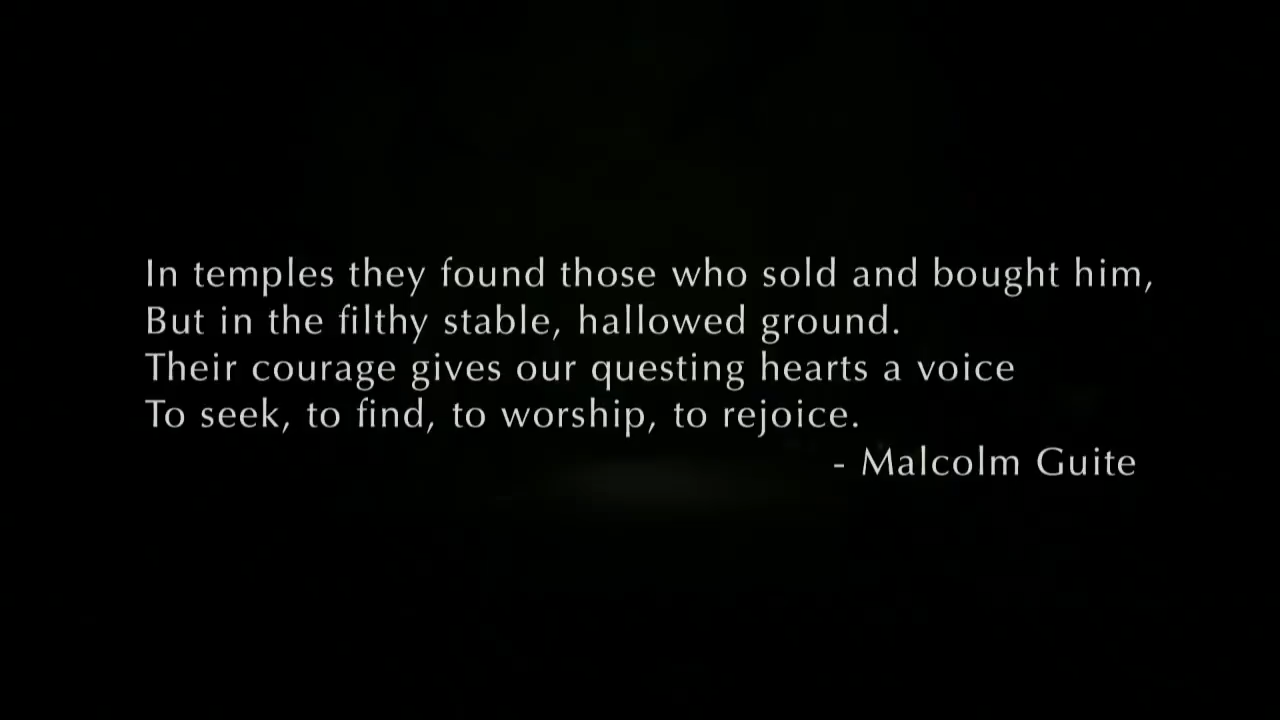 In temples they found those who sold and bought him,
But in the filthy stable, hallowed ground.
Their courage gives our questing hearts a voice
To seek, to find, to worship, to rejoice.
- Malcolm Guite